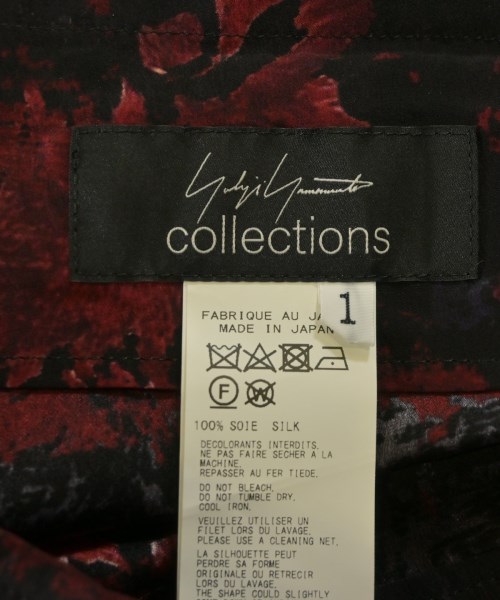 Yohji Yamamoto
collections
1
FABRIQUE AU JA
MADE IN JAPAN
F W
100% SOIE SILK
DECOLORANTS INTERDITS.
NE PAS FAIRE SECHER A LA
MACHINE.
REPASSER AU FER TIEDE.
DO NOT BLEACH.
DO NOT TUMBLE DRY.
COOL IRON.
VEUILLEZ UTILISER UN
FILET LORS DU LAVAGE.
PLEASE USE A CLEANING NET.
LA SILHOUETTE PEUT
PERDRE SA FORME
ORIGINALE OU RETRECIR
LORS DU LAVAGE.
THE SHAPE COULD SLIGHTLY